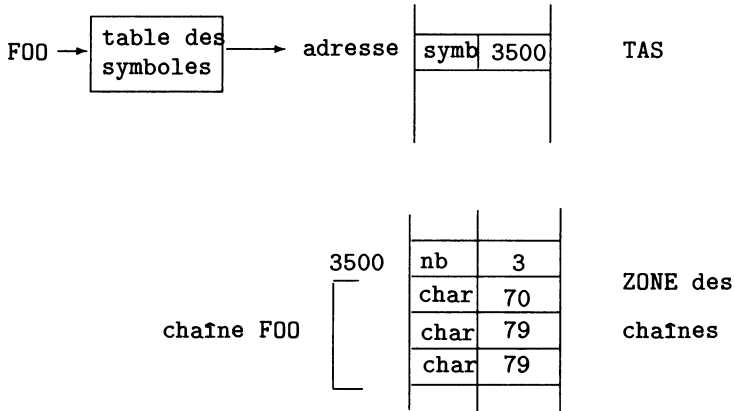 FOO
table des
symboles
adresse
symb 3500
TAS
3500
nb 3
char 70
char 79
char 79
chaîne FOO
ZONE des
chaînes